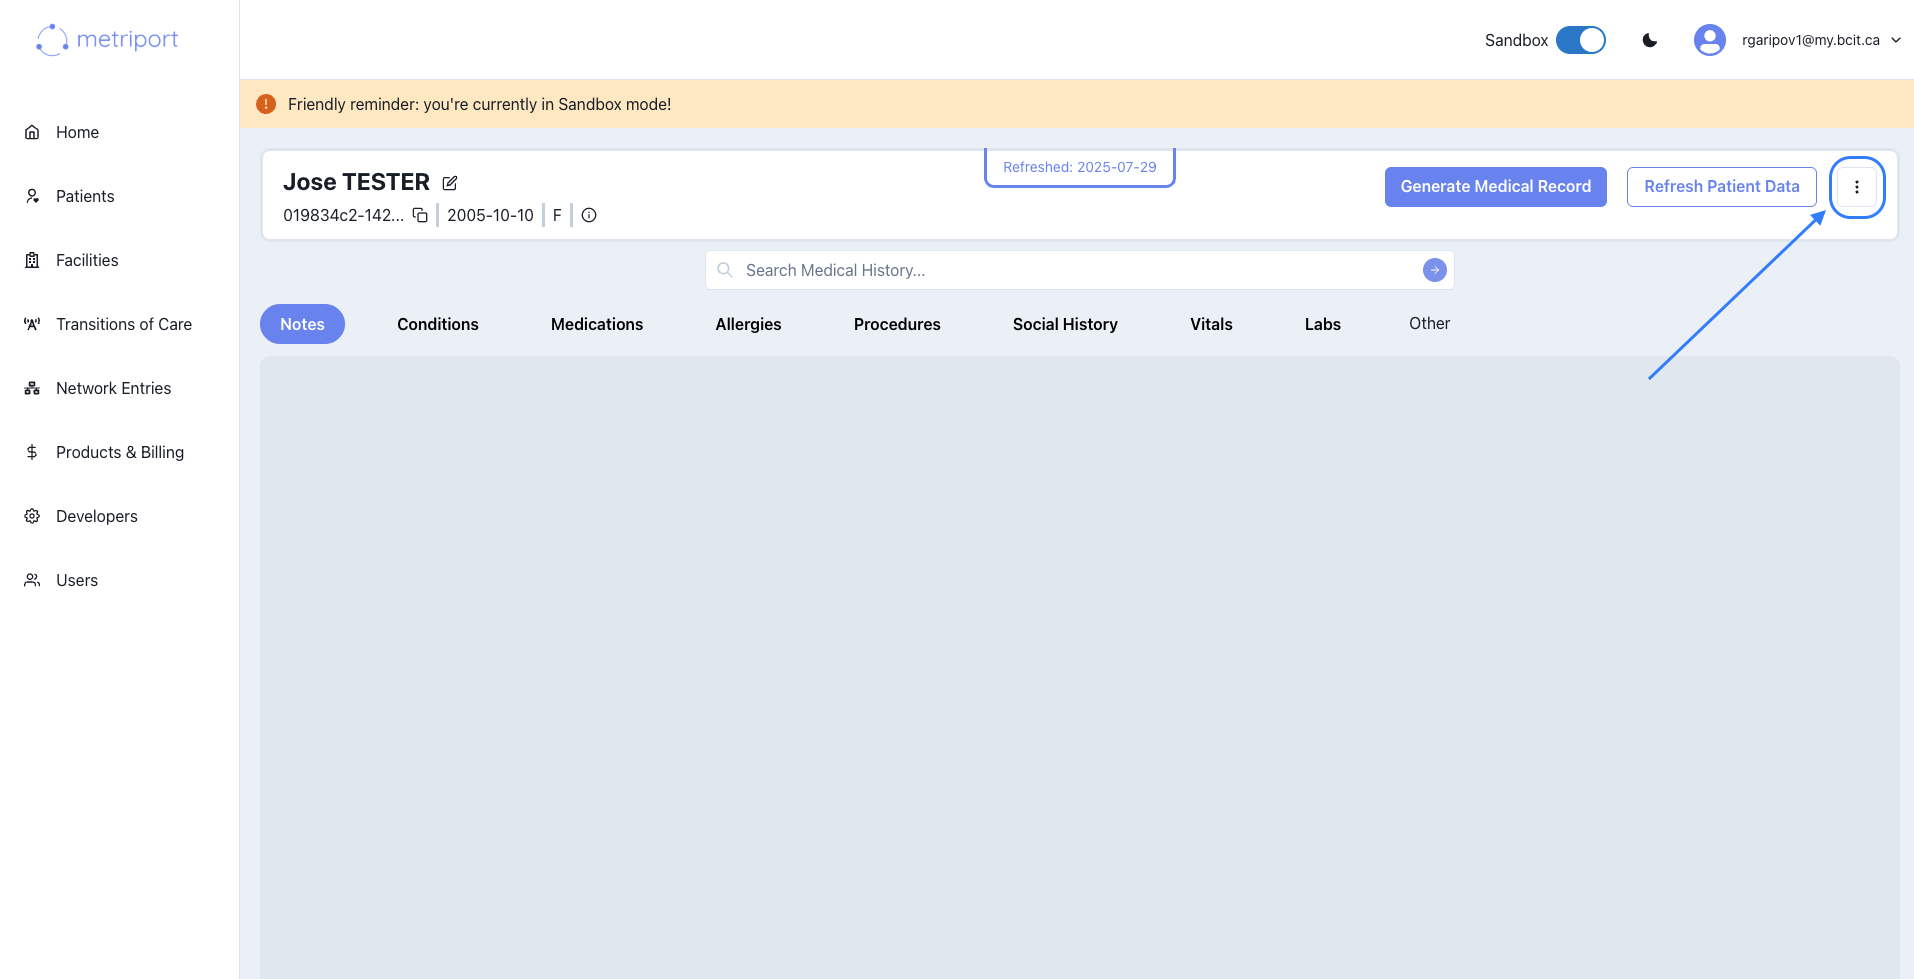 metriport
Sandbox
rgaripov1@my.bcit.ca
Friendly reminder: you're currently in Sandbox mode!
Home
Patients
Facilities
Transitions of Care
Network Entries
Products & Billing
Developers
Users
Jose TESTER
Refreshed: 2025-07-29
Generate Medical Record
Refresh Patient Data
019834c2-142... 2005-10-10 F
Search Medical History...
Notes Conditions Medications Allergies Procedures Social History Vitals Labs Other